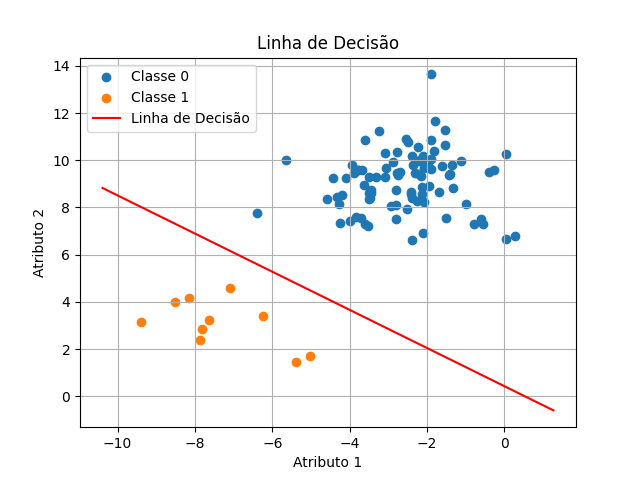 Linha de Decisão
Classe 0
Classe 1
Linha de Decisão
14
12
10
8
6
4
2
0
Atributo 2
−10
−8
−6
−4
−2
0
Atributo 1